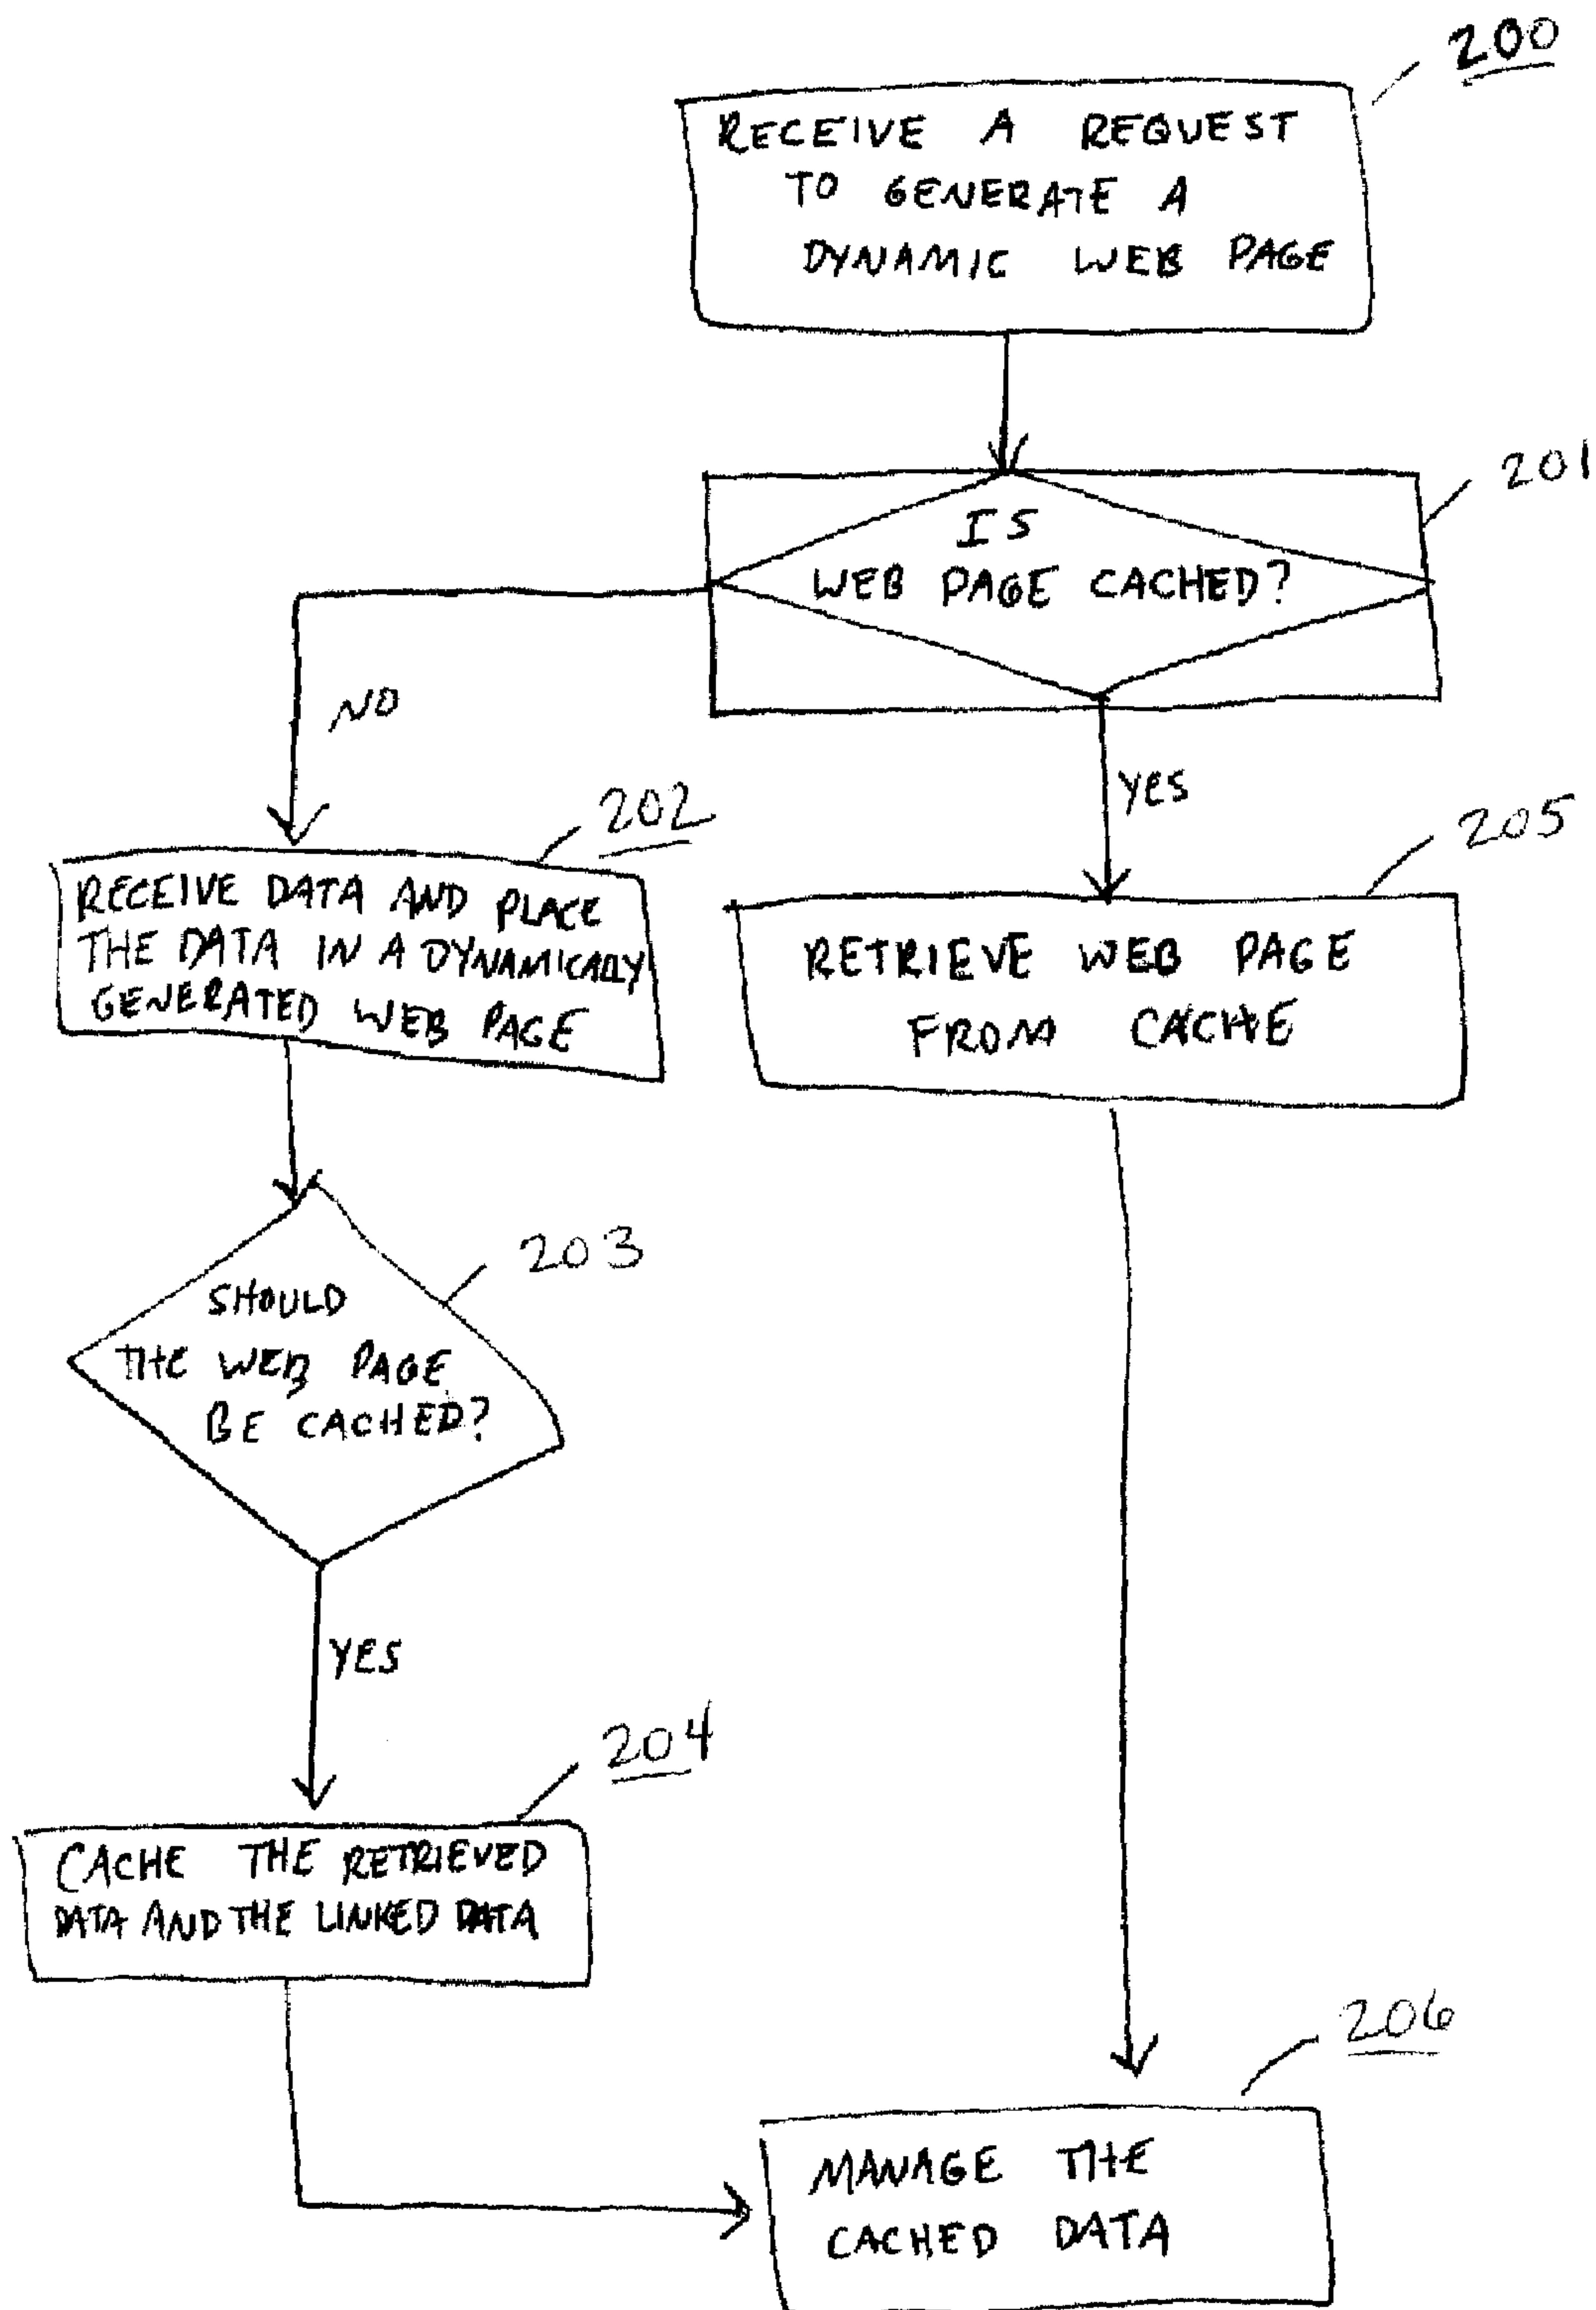 200
RECEIVE A REQUEST
TO GENERATE A
DYNAMIC WEB PAGE
201
IS
WEB PAGE CACHED?
NO
YES
202
RECEIVE DATA AND PLACE
THE DATA IN A DYNAMICALLY
GENERATED WEB PAGE
205
RETRIEVE WEB PAGE
FROM CACHE
203
SHOULD
THE WEB PAGE
BE CACHED?
YES
204
CACHE THE RETRIEVED
DATA AND THE LINKED DATA
206
MANAGE THE
CACHED DATA